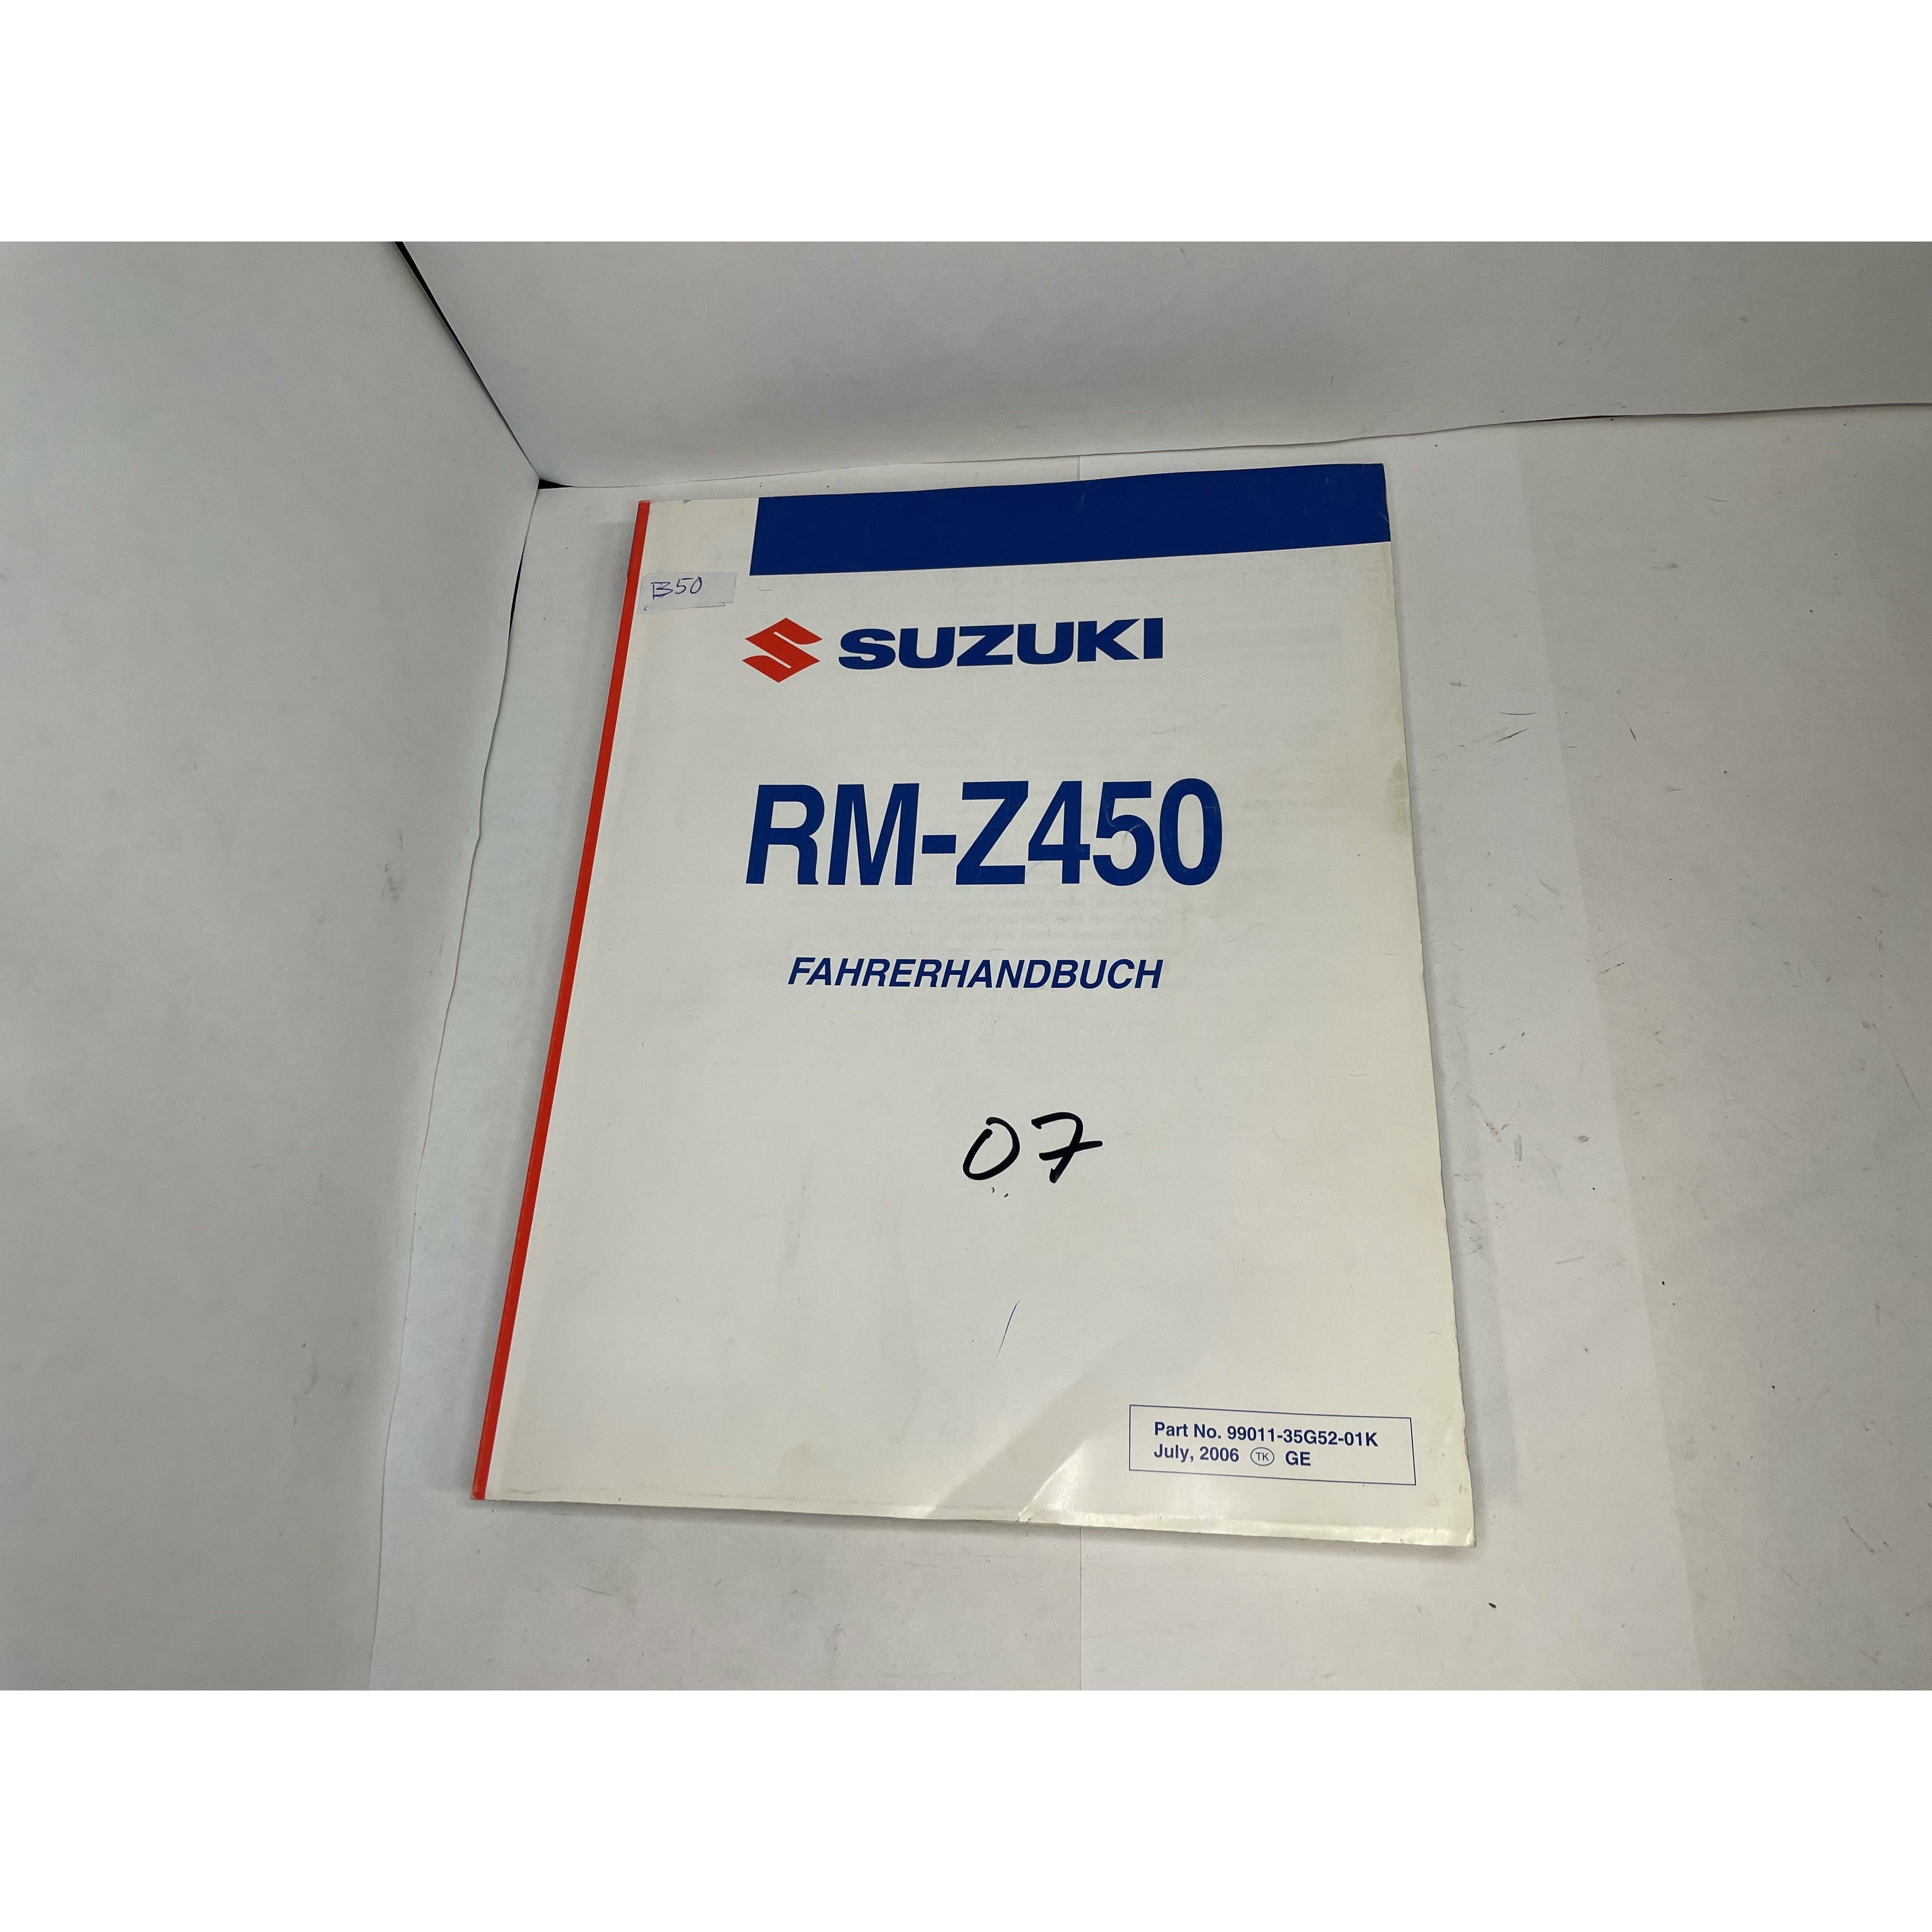 B50
SUZUKI
RM-Z450
FAHRERHANDBUCH
07
Part No. 99011-35G52-01K
July, 2006 TK GE